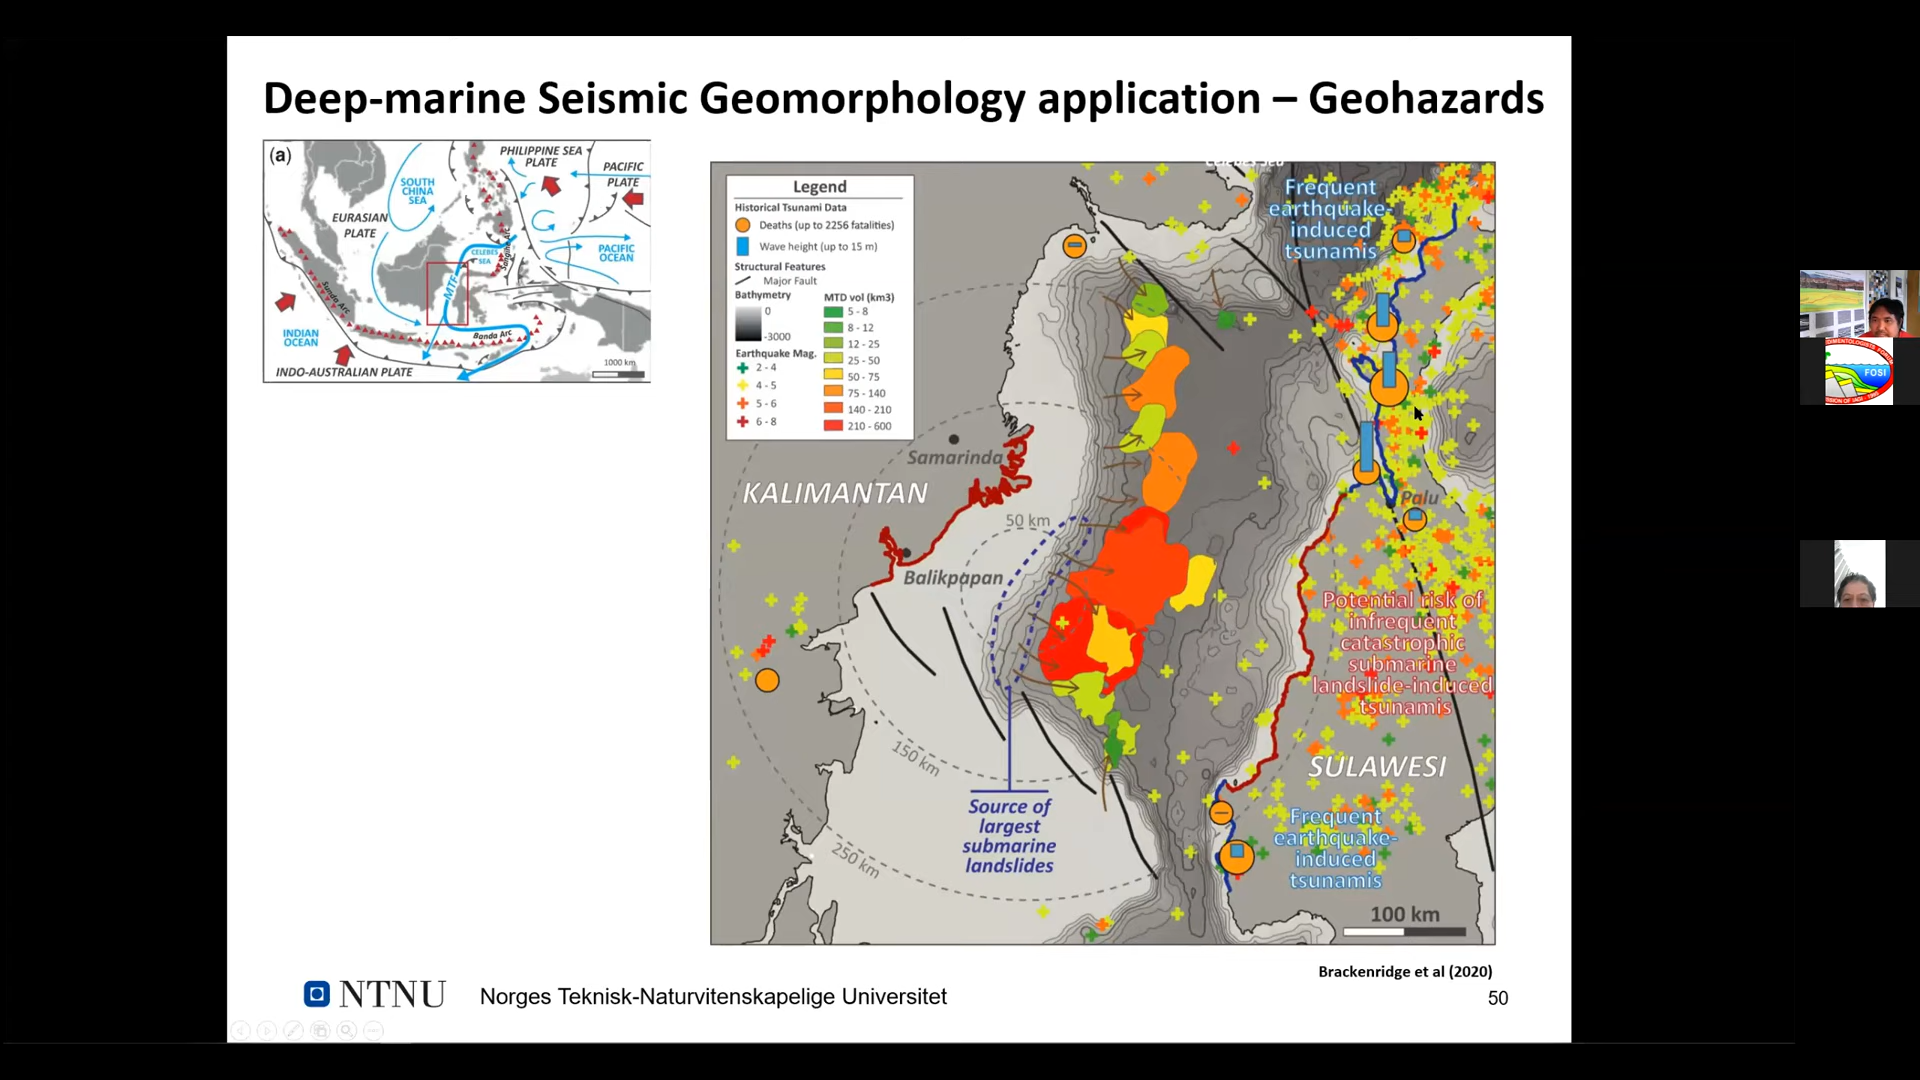 Deep-marine Seismic Geomorphology application – Geohazards
(a)
PHILIPPINE SEA
PLATE
PACIFIC
PLATE
SOUTH
CHINA
SEA
EURASIAN
PLATE
CELEBES
SEA
Sangihe Arc
PACIFIC
OCEAN
MTF
Sunda Arc
INDIAN
OCEAN
Banda Arc
1000 km
INDO-AUSTRALIAN PLATE
Celebes Sea
Legend
Historical Tsunami Data
Deaths (up to 2256 fatalities)
Wave height (up to 15 m)
Structural Features
Major Fault
Bathymetry
0
-3000
Earthquake Mag.
2 - 4
4 - 5
5 - 6
6 - 8
MTD vol (km3)
5 - 8
8 - 12
12 - 25
25 - 50
50 - 75
75 - 140
140 - 210
210 - 600
Frequent
earthquake-
induced
tsunamis
Samarinda
KALIMANTAN
50 km
Palu
Balikpapan
Potential risk of
infrequent
catastrophic
submarine
landslide-induced
tsunamis
150 km
SULAWESI
Source of
largest
submarine
landslides
Frequent
earthquake-
induced
tsunamis
250 km
100 km
Brackenridge et al (2020)
NTNU
Norges Teknisk-Naturvitenskapelige Universitet
50
FOSI